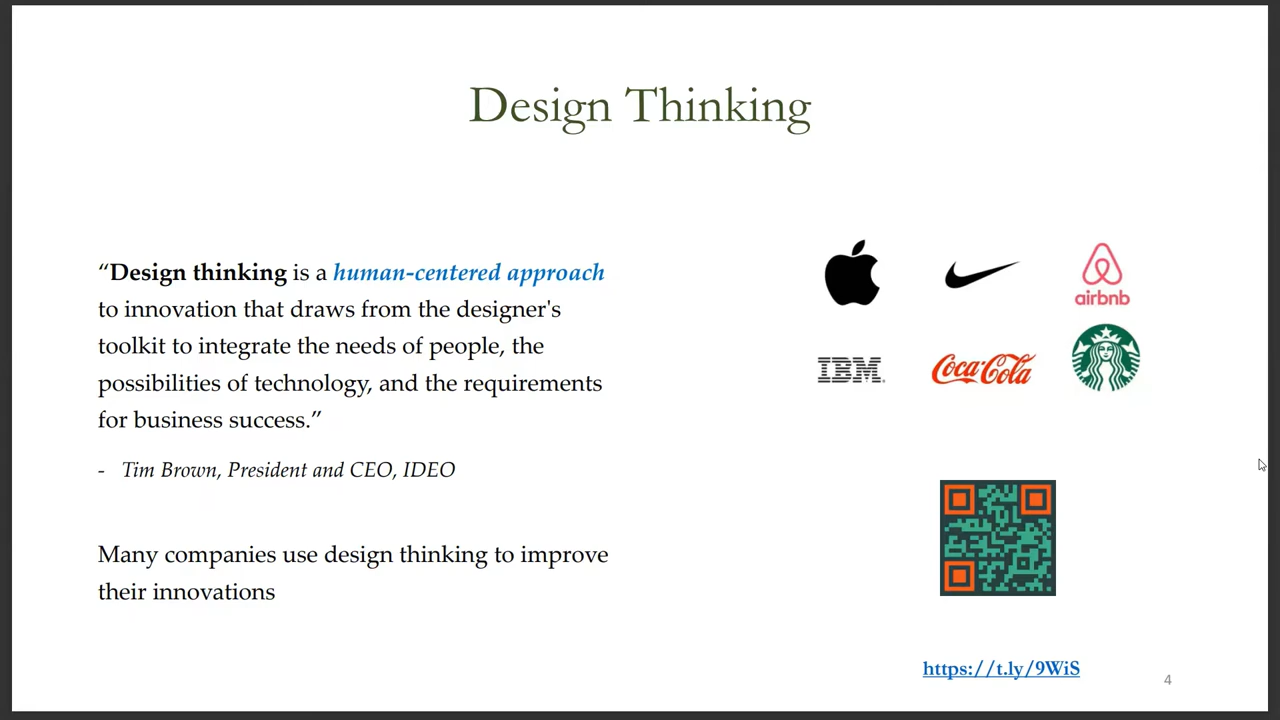 Design Thinking
“Design thinking is a human-centered approach
to innovation that draws from the designer's
toolkit to integrate the needs of people, the
possibilities of technology, and the requirements
for business success.”
- Tim Brown, President and CEO, IDEO
Many companies use design thinking to improve
their innovations
airbnb
IBM
Coca-Cola
https://t.ly/9WiS
4